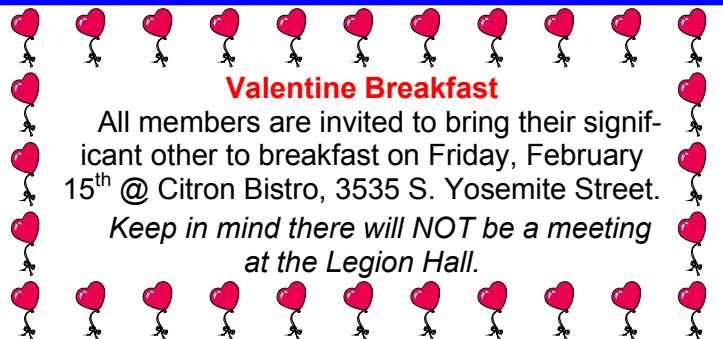 Valentine Breakfast
All members are invited to bring their signif-
icant other to breakfast on Friday, February
15th @ Citron Bistro, 3535 S. Yosemite Street.
Keep in mind there will NOT be a meeting
at the Legion Hall.